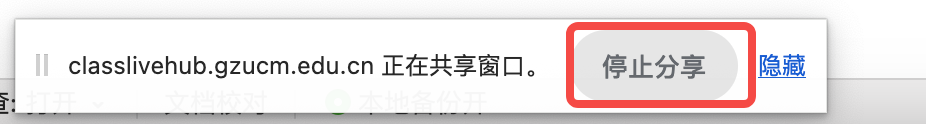 classlivehub.gzucm.edu.cn 正在共享窗口。 停止分享 隐藏
查: 打开 文档校对 本地备份开